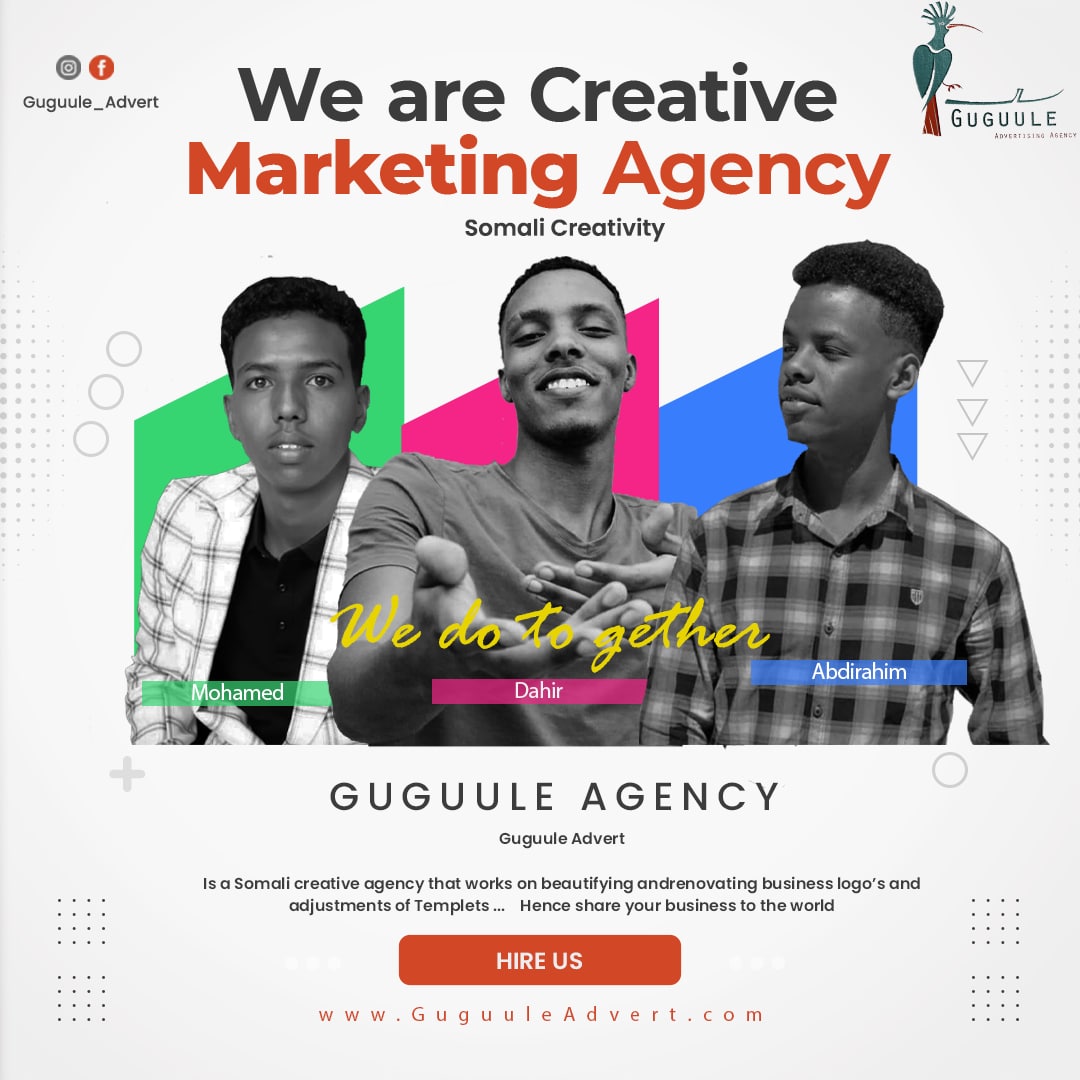 Guguule_Advert
We are Creative
Marketing Agency
Somali Creativity
GUGUULE
ADVERTISING AGENCY
We do to gether
Mohamed
Dahir
Abdirahim
GUGUULE AGENCY
Guguule Advert
Is a Somali creative agency that works on beautifying andrenovating business logo’s and
adjustments of Templets ... Hence share your business to the world
HIRE US
www.GuguuleAdvert.com